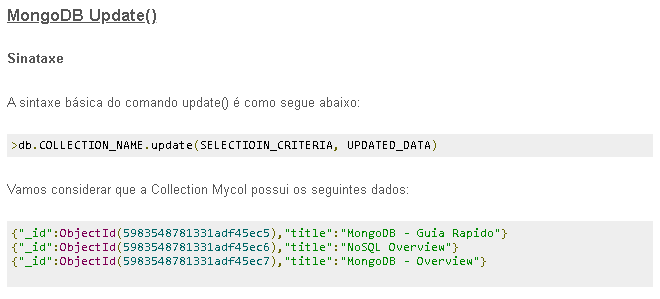 MongoDB Update()
Sinataxe
A sintaxe básica do comando update() é como segue abaixo:
>db.COLLECTION_NAME.update(SELECTIOIN_CRITERIA, UPDATED_DATA)
Vamos considerar que a Collection Mycol possui os seguintes dados:
{"_id":ObjectId(5983548781331adf45ec5),"title":"MongoDB - Guia Rapido"}
{"_id":ObjectId(5983548781331adf45ec6),"title":"NoSQL Overview"}
{"_id":ObjectId(5983548781331adf45ec7),"title":"MongoDB - Overview"}